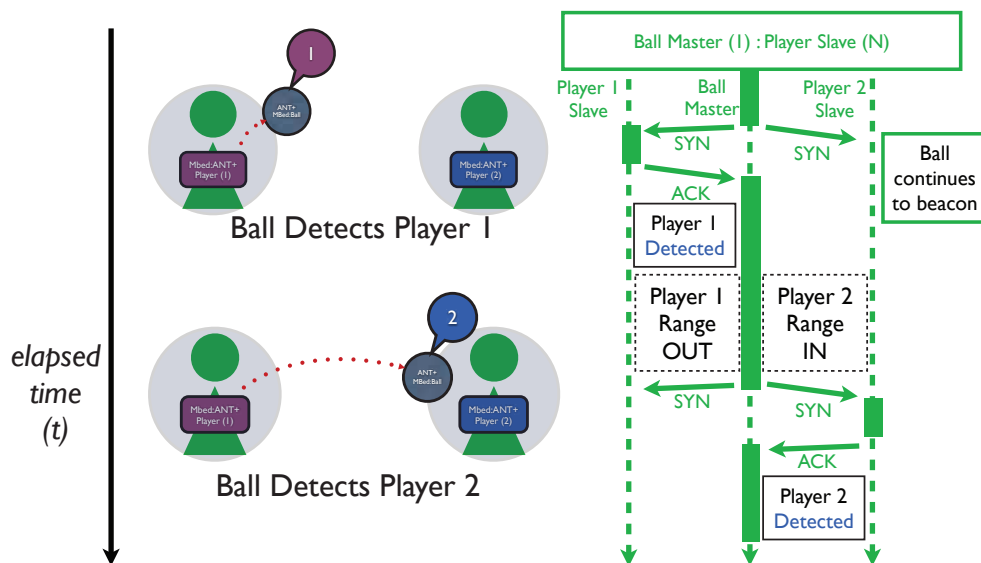 elapsed
time
(t)
1
ANT+
MBed:Ball
Mbed:ANT+
Player (1)
Mbed:ANT+
Player (2)
Ball Detects Player 1
2
ANT+
MBed:Ball
Mbed:ANT+
Player (1)
Mbed:ANT+
Player (2)
Ball Detects Player 2
Ball Master (1) : Player Slave (N)
Player 1
Slave
Ball
Master
Player 2
Slave
SYN
SYN
Ball
continues
to beacon
ACK
Player 1
Detected
Player 1
Range
OUT
Player 2
Range
IN
SYN
SYN
ACK
Player 2
Detected